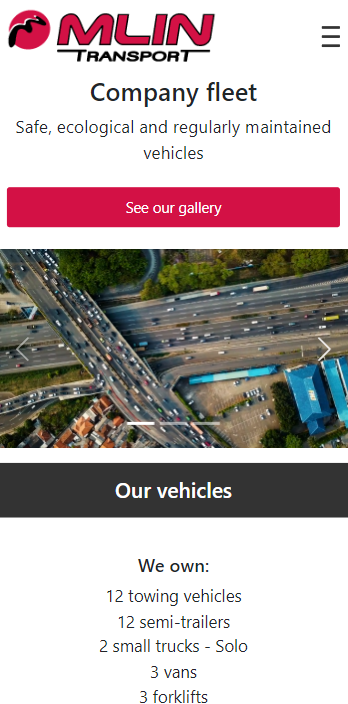 MLIN
TRANSPORT
Company fleet
Safe, ecological and regularly maintained
vehicles
See our gallery
Our vehicles
We own:
12 towing vehicles
12 semi-trailers
2 small trucks - Solo
3 vans
3 forklifts